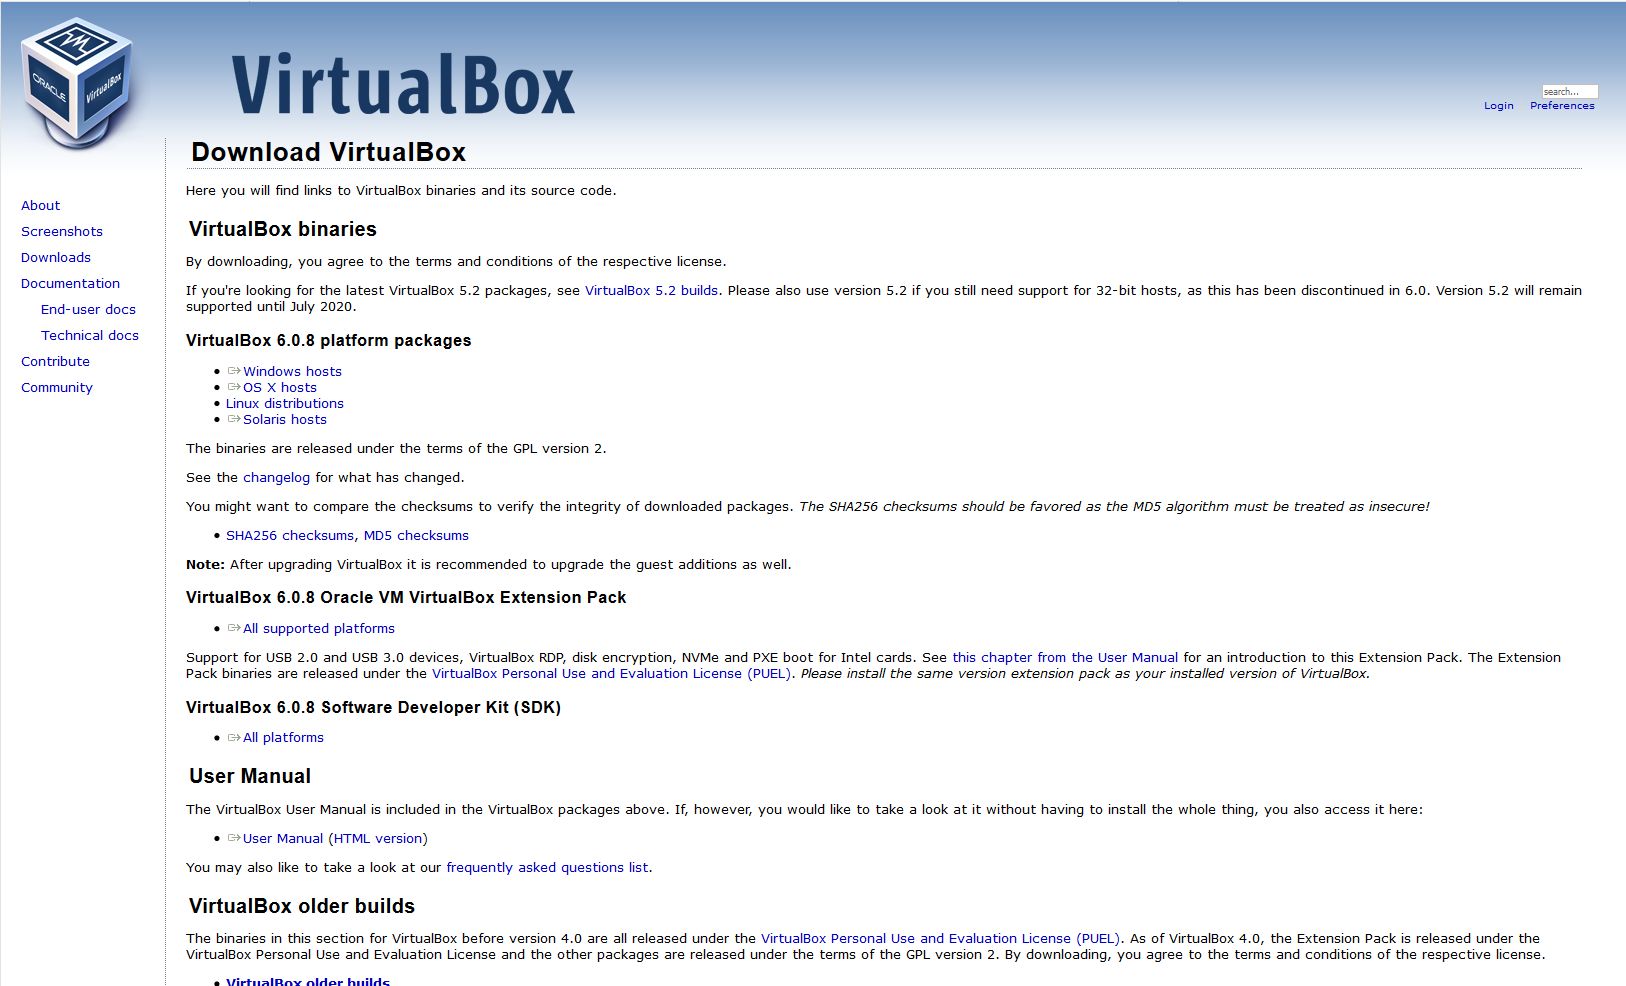 ORACLE
VirtualBox
VirtualBox
search...
Login Preferences
About
Screenshots
Downloads
Documentation
End-user docs
Technical docs
Contribute
Community
Download VirtualBox
Here you will find links to VirtualBox binaries and its source code.
VirtualBox binaries
By downloading, you agree to the terms and conditions of the respective license.
If you're looking for the latest VirtualBox 5.2 packages, see VirtualBox 5.2 builds. Please also use version 5.2 if you still need support for 32-bit hosts, as this has been discontinued in 6.0. Version 5.2 will remain
supported until July 2020.
VirtualBox 6.0.8 platform packages
• Windows hosts
• OS X hosts
• Linux distributions
• Solaris hosts
The binaries are released under the terms of the GPL version 2.
See the changelog for what has changed.
You might want to compare the checksums to verify the integrity of downloaded packages. The SHA256 checksums should be favored as the MD5 algorithm must be treated as insecure!
• SHA256 checksums, MD5 checksums
Note: After upgrading VirtualBox it is recommended to upgrade the guest additions as well.
VirtualBox 6.0.8 Oracle VM VirtualBox Extension Pack
• All supported platforms
Support for USB 2.0 and USB 3.0 devices, VirtualBox RDP, disk encryption, NVMe and PXE boot for Intel cards. See this chapter from the User Manual for an introduction to this Extension Pack. The Extension
Pack binaries are released under the VirtualBox Personal Use and Evaluation License (PUEL). Please install the same version extension pack as your installed version of VirtualBox.
VirtualBox 6.0.8 Software Developer Kit (SDK)
• All platforms
User Manual
The VirtualBox User Manual is included in the VirtualBox packages above. If, however, you would like to take a look at it without having to install the whole thing, you also access it here:
• User Manual (HTML version)
You may also like to take a look at our frequently asked questions list.
VirtualBox older builds
The binaries in this section for VirtualBox before version 4.0 are all released under the VirtualBox Personal Use and Evaluation License (PUEL). As of VirtualBox 4.0, the Extension Pack is released under the
VirtualBox Personal Use and Evaluation License and the other packages are released under the terms of the GPL version 2. By downloading, you agree to the terms and conditions of the respective license.
• VirtualBox older builds